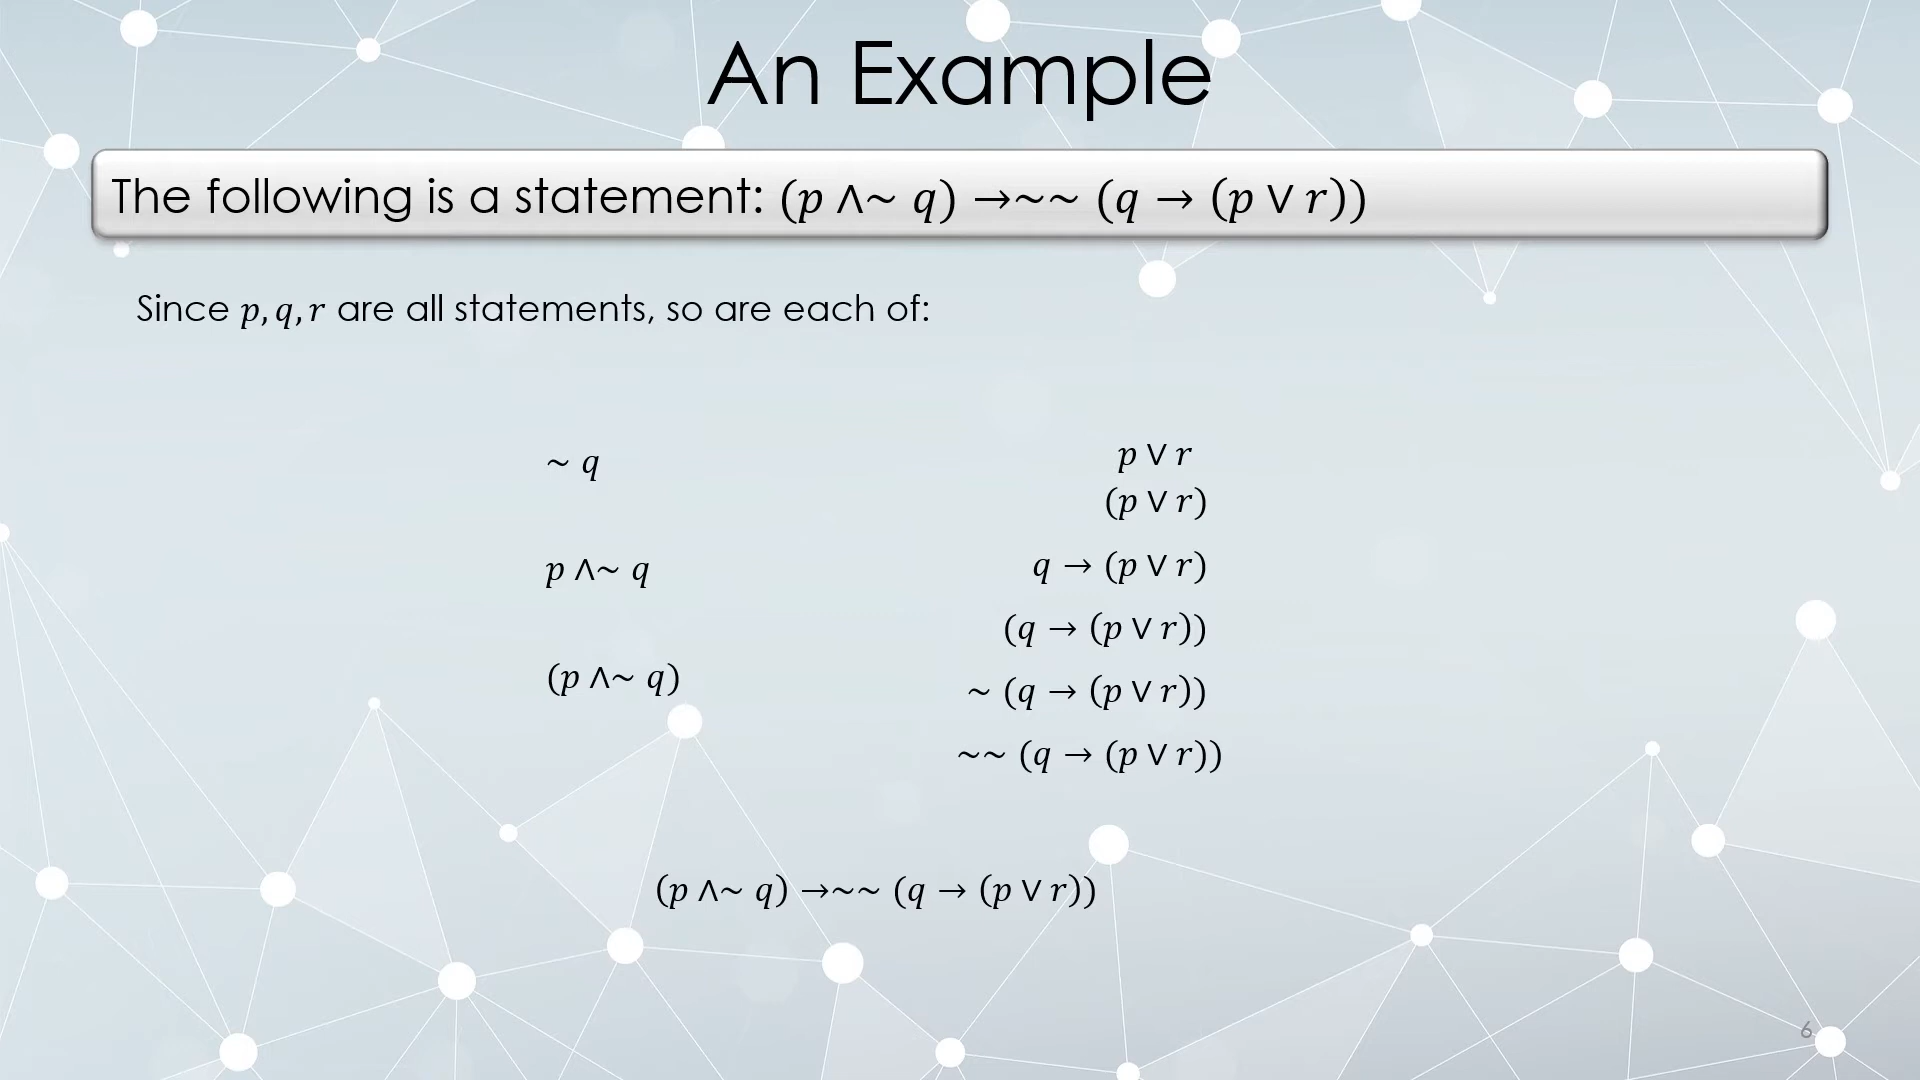 An Example
The following is a statement: (p ∧~ q) →~~ (q → (p ∨ r))
Since p, q, r are all statements, so are each of:
~ q
p ∧~ q
(p ∧~ q)
p ∨ r
(p ∨ r)
q → (p ∨ r)
(q → (p ∨ r))
~ (q → (p ∨ r))
~~ (q → (p ∨ r))
(p ∧~ q) →~~ (q → (p ∨ r))
6